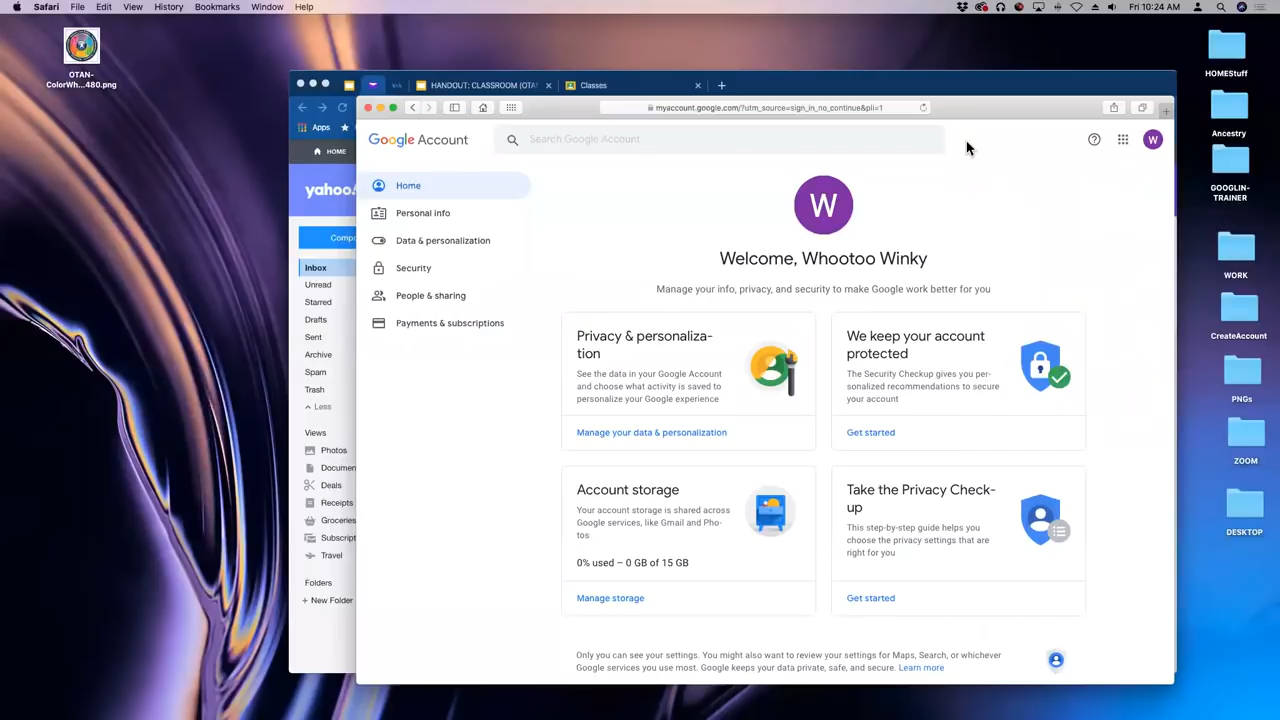 Safari File Edit View History Bookmarks Window Help
Fri 10:24 AM
OTAN-
ColorWh...480.png
HOMEStuff
Ancestry
GOOGLIN-
TRAINER
WORK
CreateAccount
PNGs
ZOOM
DESKTOP
HANDOUT: CLASSROOM (OTA
Classes
myaccount.google.com/?utm_source=sign_in_no_continue&pli=1
Apps
HOME
yahoo!
Compo
Inbox
Unread
Starred
Drafts
Sent
Archive
Spam
Trash
Less
Views
Photos
Documen
Deals
Receipts
Groceries
Subscript
Travel
Folders
+ New Folder
Google Account
Search Google Account
W
Home
Personal info
Data & personalization
Security
People & sharing
Payments & subscriptions
W
Welcome, Whootoo Winky
Manage your info, privacy, and security to make Google work better for you
Privacy & personaliza-
tion
See the data in your Google Account
and choose what activity is saved to
personalize your Google experience
Manage your data & personalization
We keep your account
protected
The Security Checkup gives you per-
sonalized recommendations to secure
your account
Get started
Account storage
Your account storage is shared across
Google services, like Gmail and Pho-
tos
0% used – 0 GB of 15 GB
Manage storage
Take the Privacy Check-
up
This step-by-step guide helps you
choose the privacy settings that are
right for you
Get started
Only you can see your settings. You might also want to review your settings for Maps, Search, or whichever
Google services you use most. Google keeps your data private, safe, and secure. Learn more